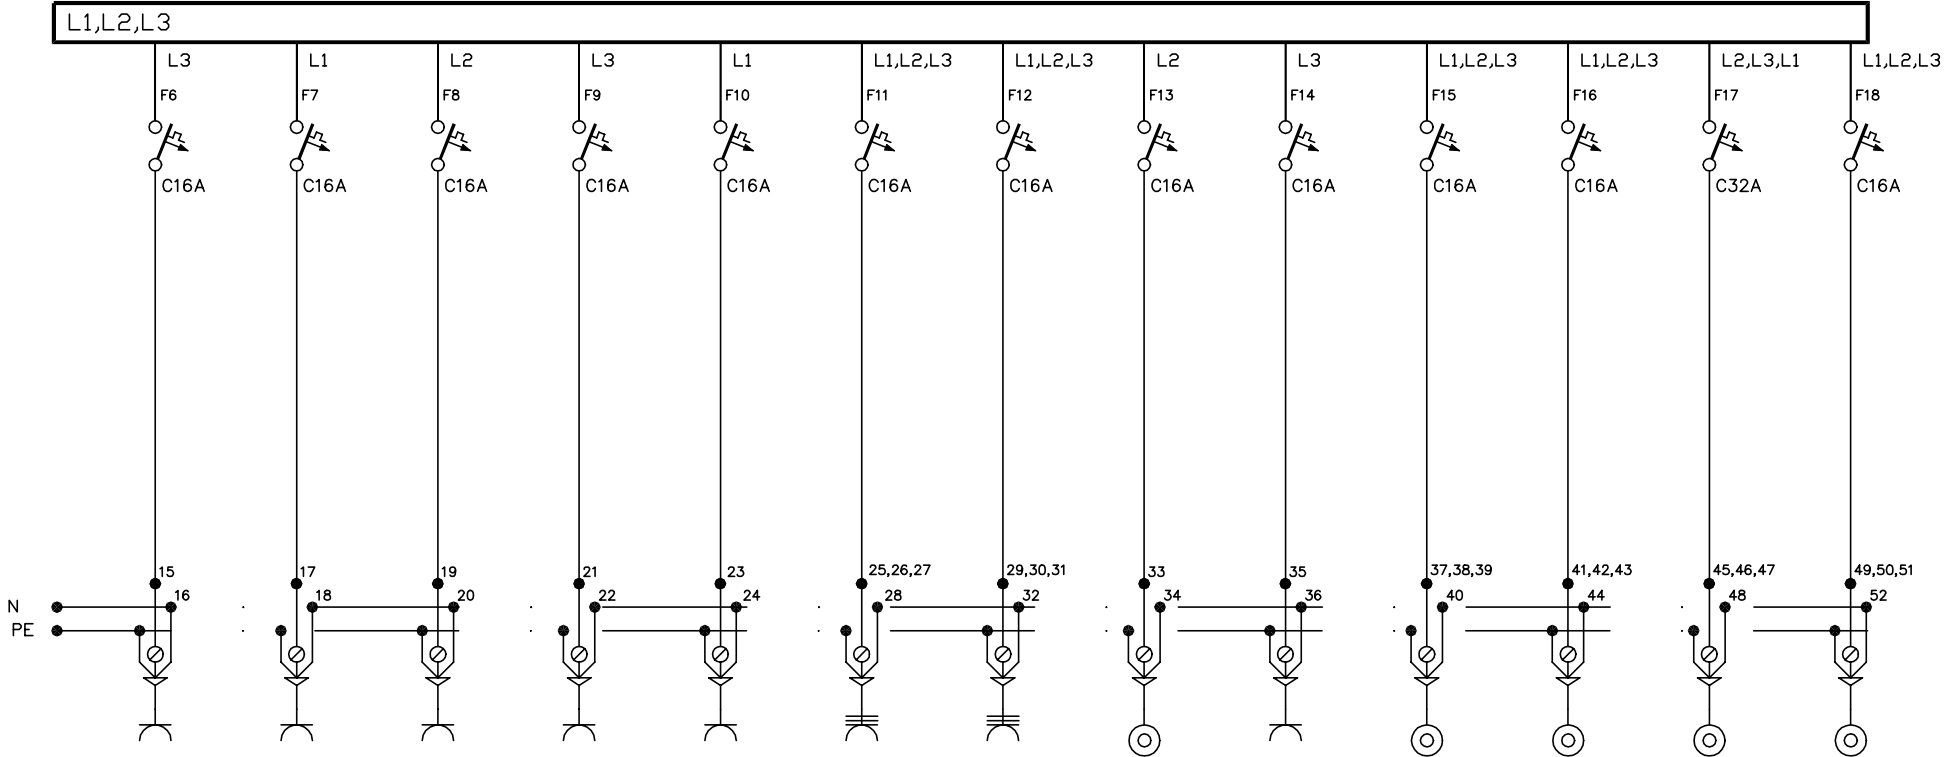 L1,L2,L3
L3 L1 L2 L3 L1 L1,L2,L3 L1,L2,L3 L2 L3 L1,L2,L3 L1,L2,L3 L2,L3,L1 L1,L2,L3
F6 F7 F8 F9 F10 F11 F12 F13 F14 F15 F16 F17 F18
C16A C16A C16A C16A C16A C16A C16A C16A C16A C16A C16A C32A C16A
15 17 19 21 23 25,26,27 29,30,31 33 35 37,38,39 41,42,43 45,46,47 49,50,51
N 16 18 20 22 24 28 32 34 36 40 44 48 52
PE